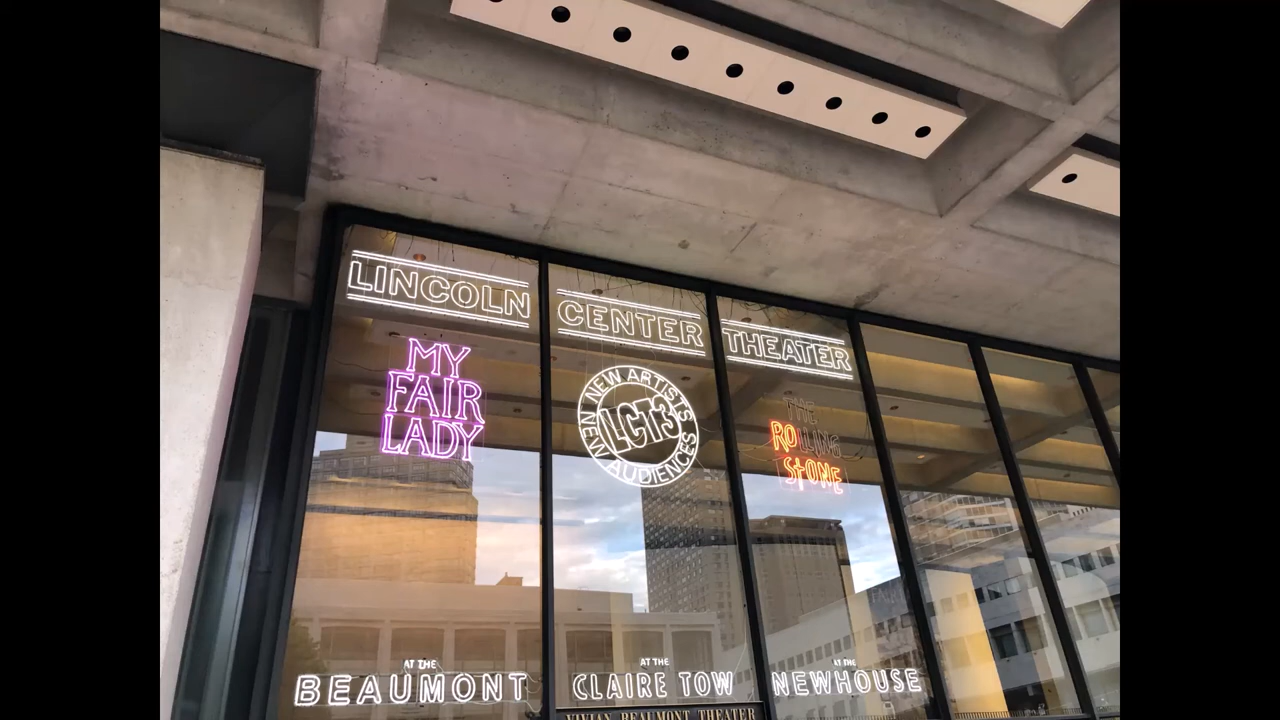 LINCOLN CENTER THEATER
MY
FAIR
LADY
NEW ARTISTS
LCT3
NEW AUDIENCES
THE
ROLLING
STONE
AT THE
BEAUMONT
AT THE
CLAIRE TOW
AT THE
NEWHOUSE
VIVIAN BEAUMONT THEATER